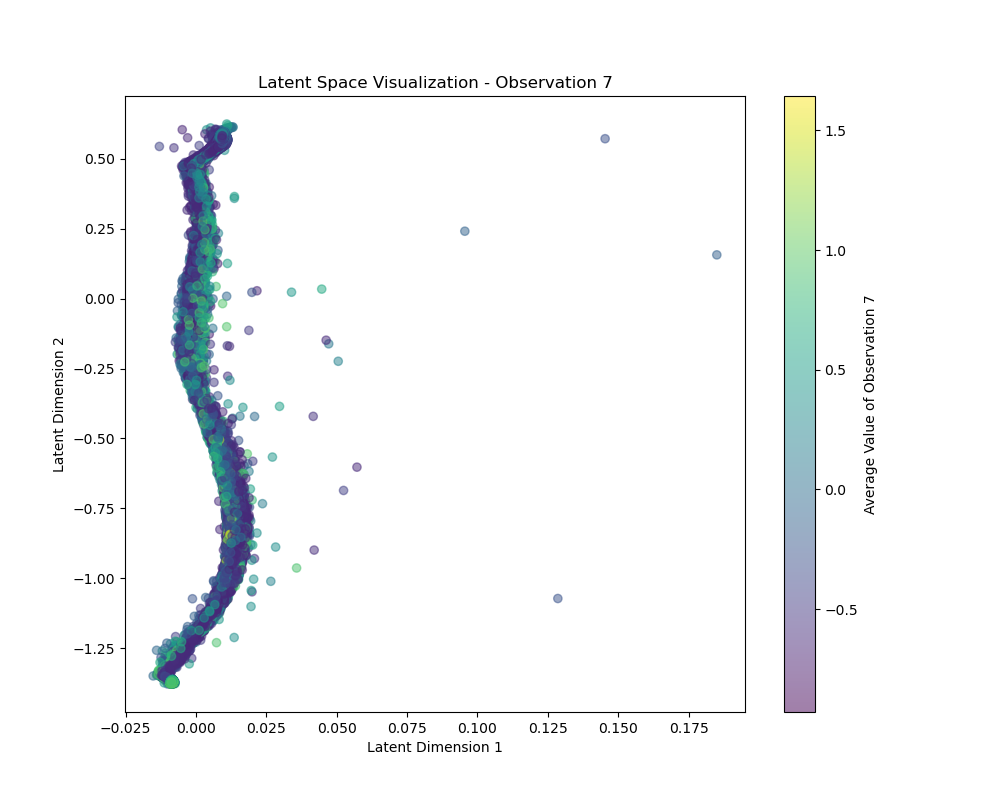 Latent Space Visualization - Observation 7
Latent Dimension 2
0.50
0.25
0.00
−0.25
−0.50
−0.75
−1.00
−1.25
−0.025 0.000 0.025 0.050 0.075 0.100 0.125 0.150 0.175
Latent Dimension 1
1.5
1.0
0.5
0.0
−0.5
Average Value of Observation 7